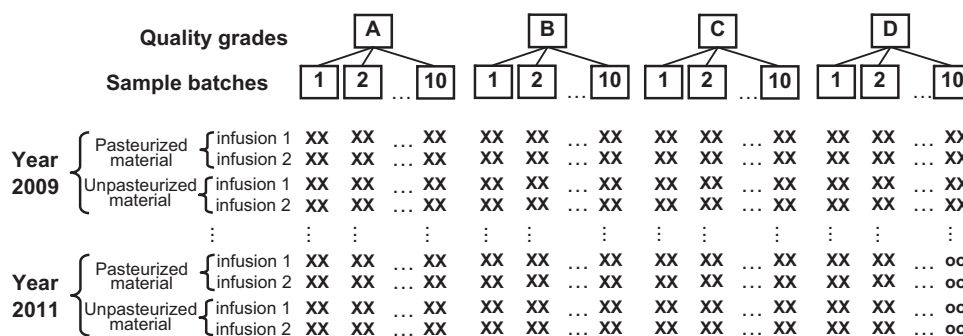 Quality grades A B C D
Sample batches 1 2 ... 10 1 2 ... 10 1 2 ... 10 1 2 ... 10
Year 2009 Pasteurized material infusion 1 XX XX ... XX XX XX ... XX XX XX ... XX XX XX ... XX
infusion 2 XX XX ... XX XX XX ... XX XX XX ... XX XX XX ... XX
Unpasteurized material infusion 1 XX XX ... XX XX XX ... XX XX XX ... XX XX XX ... XX
infusion 2 XX XX ... XX XX XX ... XX XX XX ... XX XX XX ... XX
⋮ ⋮ ⋮ ⋮ ⋮ ⋮ ⋮ ⋮ ⋮ ⋮ ⋮ ⋮ ⋮
Year 2011 Pasteurized material infusion 1 XX XX ... XX XX XX ... XX XX XX ... XX XX XX ... oo
infusion 2 XX XX ... XX XX XX ... XX XX XX ... XX XX XX ... oo
Unpasteurized material infusion 1 XX XX ... XX XX XX ... XX XX XX ... XX XX XX ... oo
infusion 2 XX XX ... XX XX XX ... XX XX XX ... XX XX XX ... oo